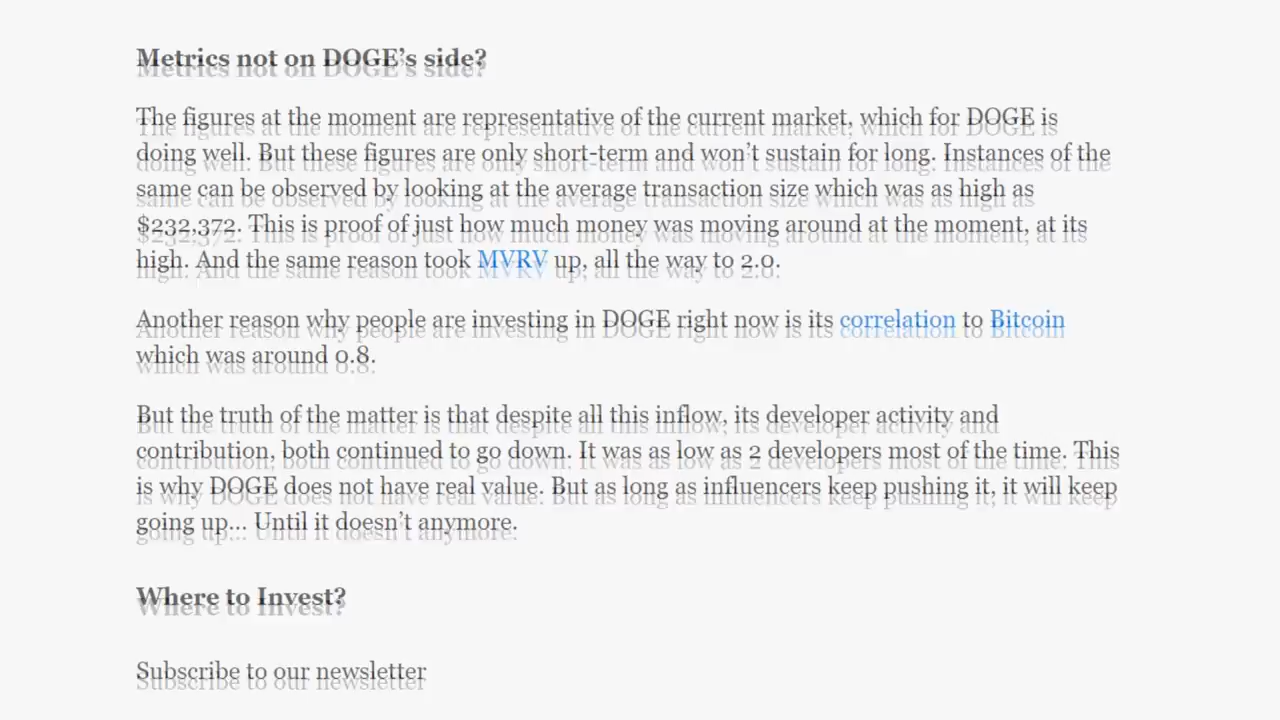 Metrics not on DOGE's side?
The figures at the moment are representative of the current market, which for DOGE is
doing well. But these figures are only short-term and won't sustain for long. Instances of the
same can be observed by looking at the average transaction size which was as high as
$232,372. This is proof of just how much money was moving around at the moment, at its
high. And the same reason took MVRV up, all the way to 2.0.
Another reason why people are investing in DOGE right now is its correlation to Bitcoin
which was around 0.8.
But the truth of the matter is that despite all this inflow, its developer activity and
contribution, both continued to go down. It was as low as 2 developers most of the time. This
is why DOGE does not have real value. But as long as influencers keep pushing it, it will keep
going up... Until it doesn't anymore.
Where to Invest?
Subscribe to our newsletter